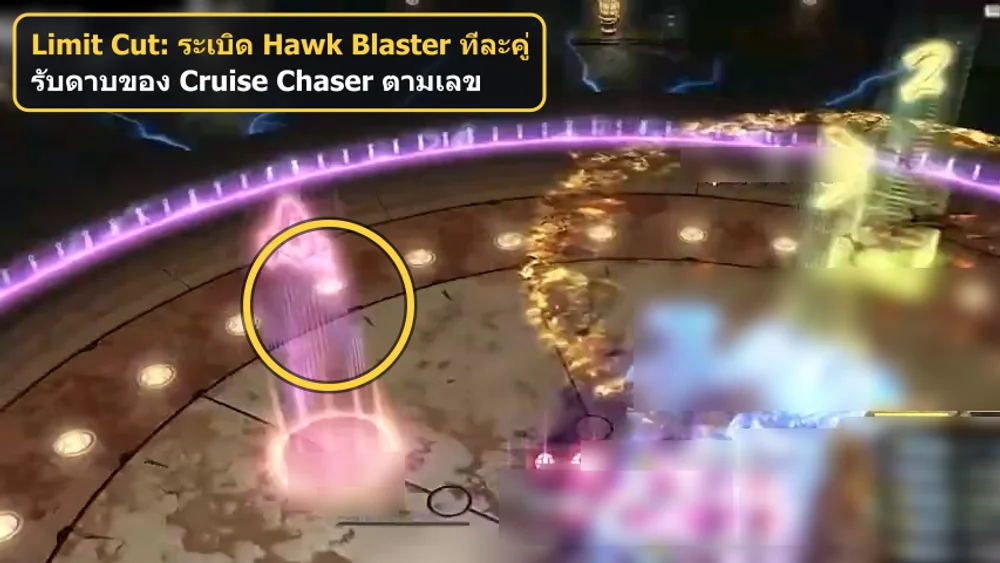 Limit Cut: ระเบิด Hawk Blaster ทีละคู่
รับดาบของ Cruise Chaser ตามเลข
2